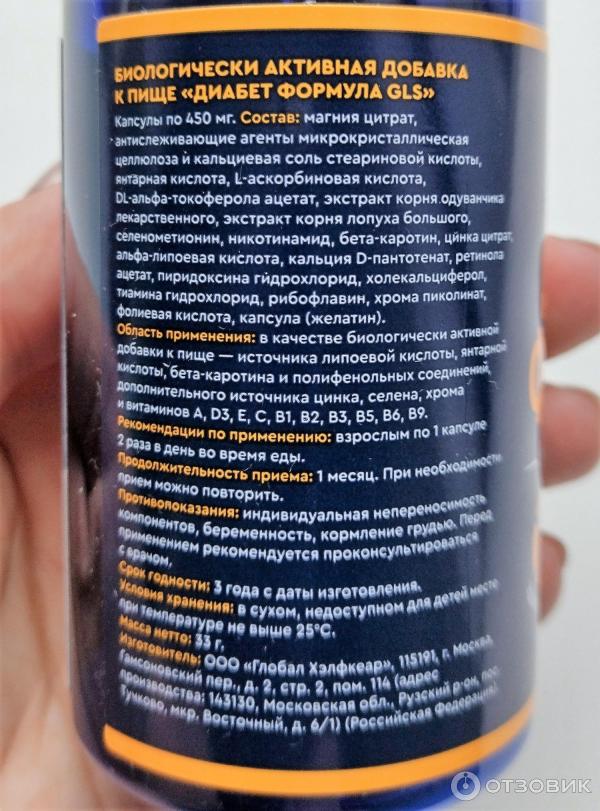 БИОЛОГИЧЕСКИ АКТИВНАЯ ДОБАВКА
К ПИЩЕ «ДИАБЕТ ФОРМУЛА GLS»
Капсулы по 450 мг. Состав: магния цитрат,
антислеживающие агенты микрокристаллическая
целлюлоза и кальциевая соль стеариновой кислоты,
янтарная кислота, L-аскорбиновая кислота,
DL-альфа-токоферола ацетат, экстракт корня одуванчика
лекарственного, экстракт корня лопуха большого,
селенометионин, никотинамид, бета-каротин, цинка цитрат,
альфа-липоевая кислота, кальция D-пантотенат, ретинола
ацетат, пиридоксина гидрохлорид, холекальциферол,
тиамина гидрохлорид, рибофлавин, хрома пиколинат,
фолиевая кислота, капсула (желатин).
Область применения: в качестве биологически активной
добавки к пище — источника липоевой кислоты, янтарной
кислоты, бета-каротина и полифенольных соединений,
дополнительного источника цинка, селена, хрома
и витаминов А, D3, Е, С, В1, В2, В3, В5, В6, В9.
Рекомендации по применению: взрослым по 1 капсуле
2 раза в день во время еды.
Продолжительность приема: 1 месяц. При необходимости
прием можно повторить.
Противопоказания: индивидуальная непереносимость
компонентов, беременность, кормление грудью. Перед
применением рекомендуется проконсультироваться
с врачом.
Срок годности: 3 года с даты изготовления.
Условия хранения: в сухом, недоступном для детей месте
при температуре не выше 25°С.
Масса нетто: 33 г.
Изготовитель: ООО «Глобал Хэлфкеар», 115191, г. Москва,
Гамсоновский пер., д. 2, стр. 2, пом. 114 (адрес
производства: 143130, Московская обл., Рузский р-он, пос.
Тучково, мкр. Восточный, д. 6/1) (Российская Федерация).
ОТЗОВИК